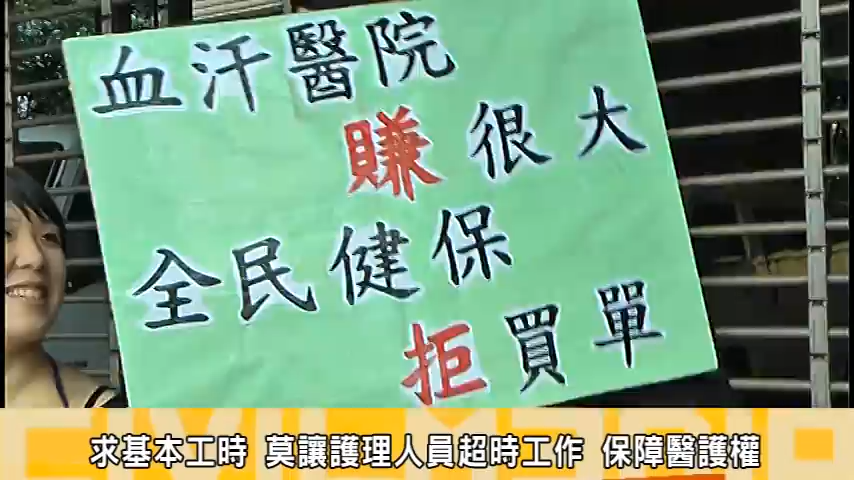 血汗醫院
賺很大
全民健保
拒買單
求基本工時 莫讓護理人員超時工作 保障醫護權